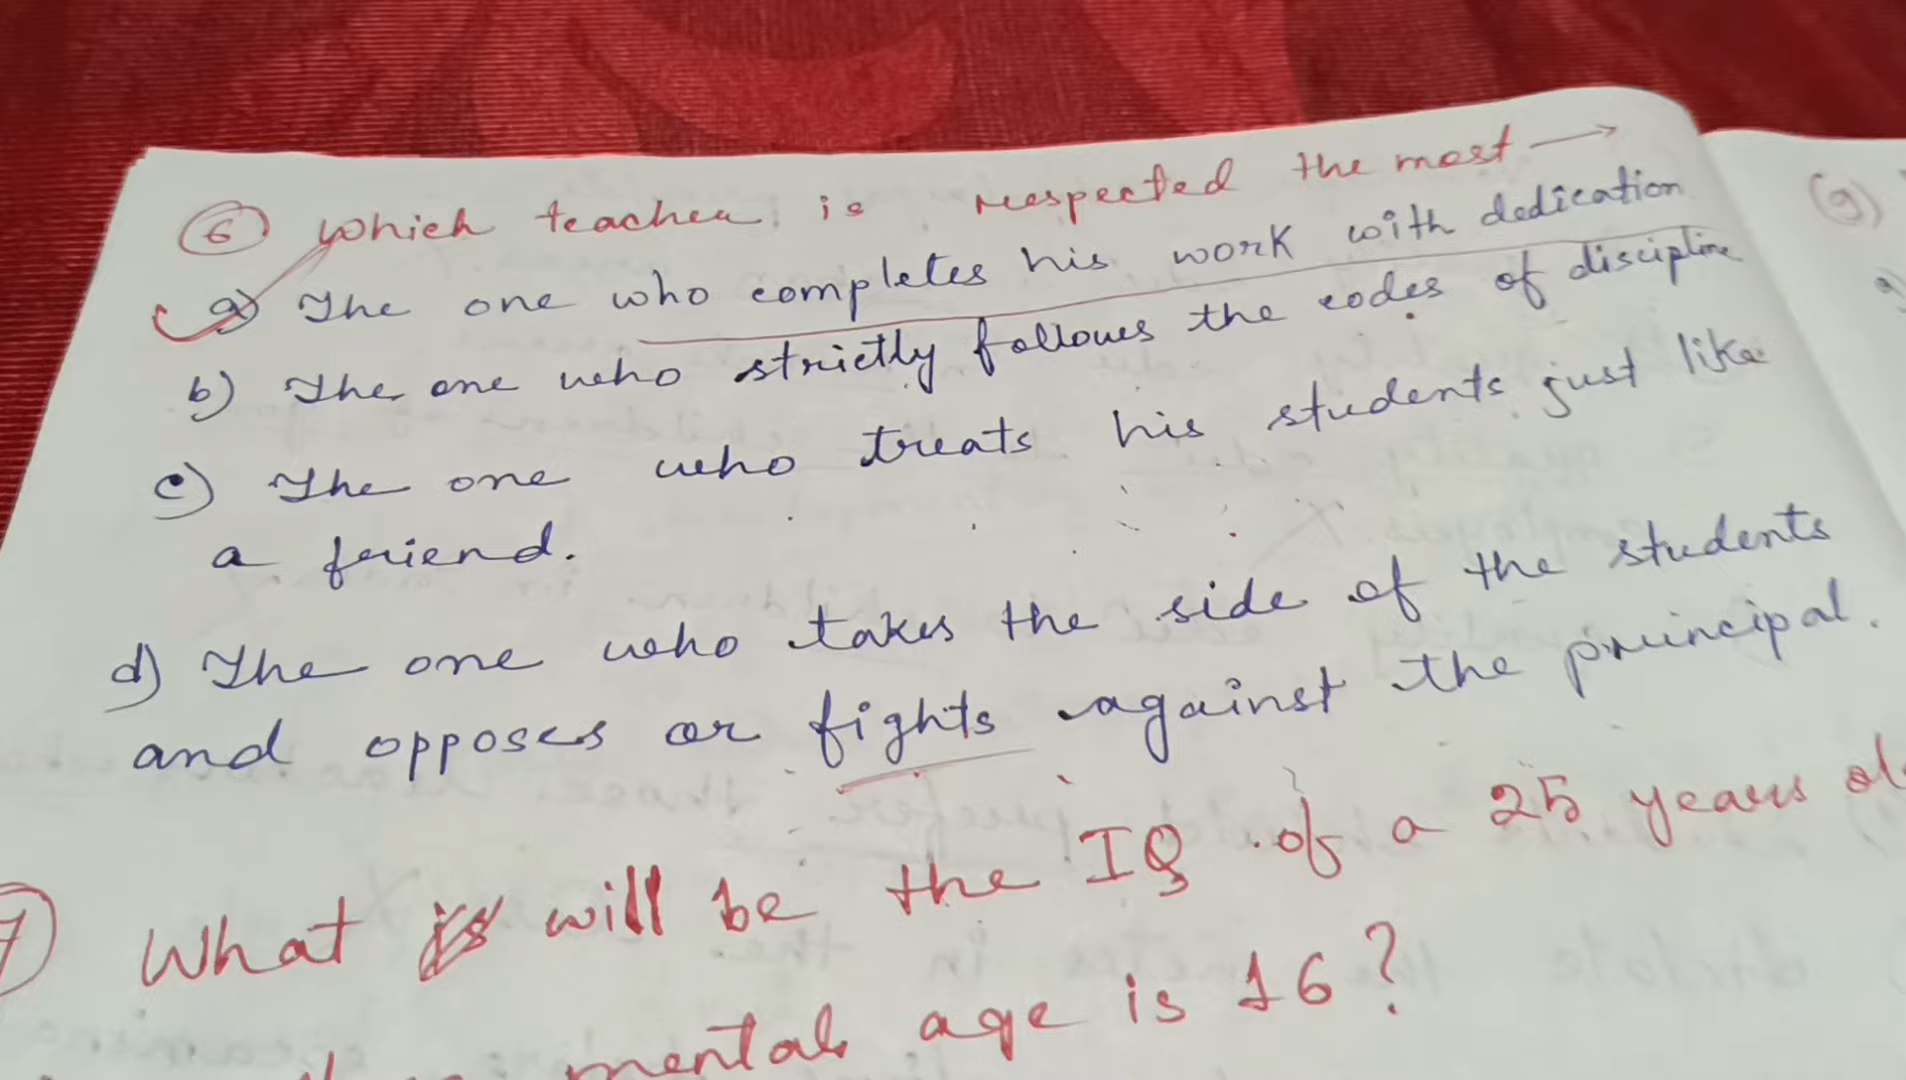 6 Which teacher is respected the most →
a) The one who completes his work with dedication
b) The one who strictly follows the codes of discipline
c) The one who treats his students just like
a friend.
d) The one who takes the side of the students
and opposes or fights against the principal.
7 What is will be the IQ of a 25 years
mental age is 16?
(g)